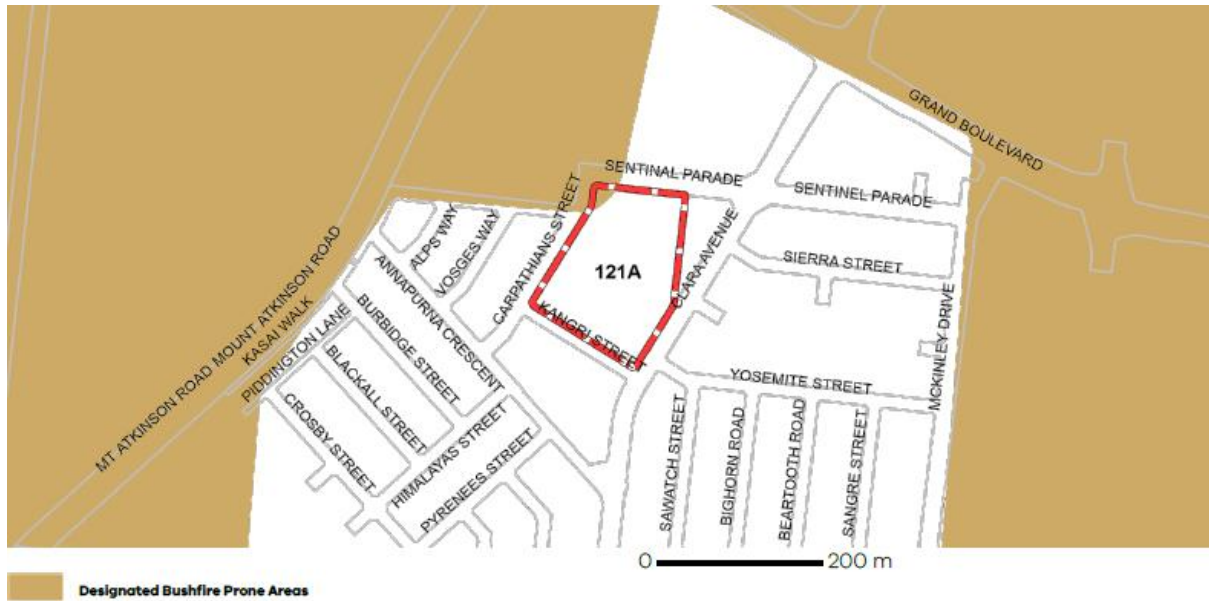 GRAND BOULEVARD
SENTINAL PARADE
SENTINEL PARADE
CARPATHIANS STREET
ALPS WAY
VOSGES WAY
CLARA AVENUE
SIERRA STREET
121A
MT ATKINSON ROAD MOUNT ATKINSON ROAD
KASAI WALK
PIDDINGTON LANE
ANNAPURNA CRESCENT
BURBIDGE STREET
BLACKALL STREET
CROSBY STREET
KANGRI STREET
HIMALAYAS STREET
PYRENEES STREET
YOSEMITE STREET
MCKINLEY DRIVE
SAWATCH STREET
BIGHORN ROAD
BEARTOOTH ROAD
SANGRE STREET
0 200 m
Designated Bushfire Prone Areas